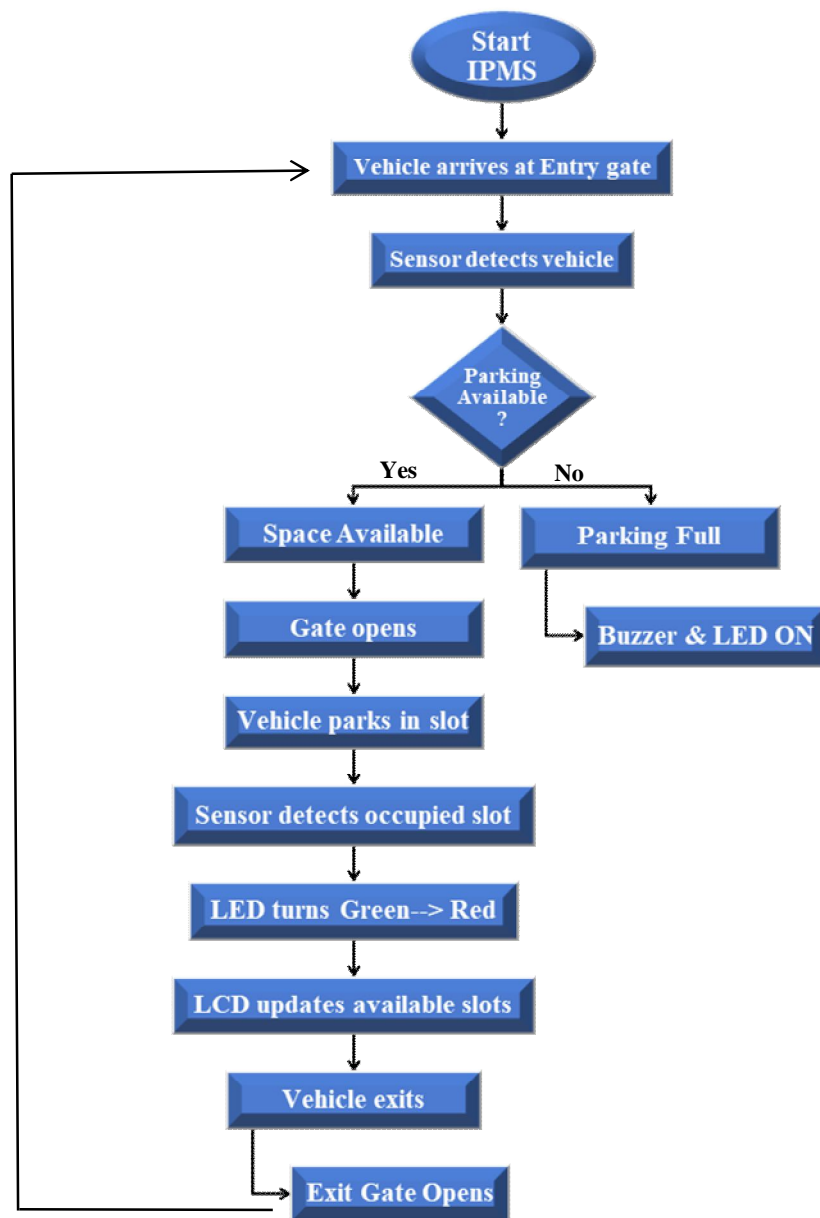 Start
IPMS
Vehicle arrives at Entry gate
Sensor detects vehicle
Parking
Available
?
Yes
No
Space Available
Parking Full
Gate opens
Buzzer & LED ON
Vehicle parks in slot
Sensor detects occupied slot
LED turns Green--> Red
LCD updates available slots
Vehicle exits
Exit Gate Opens